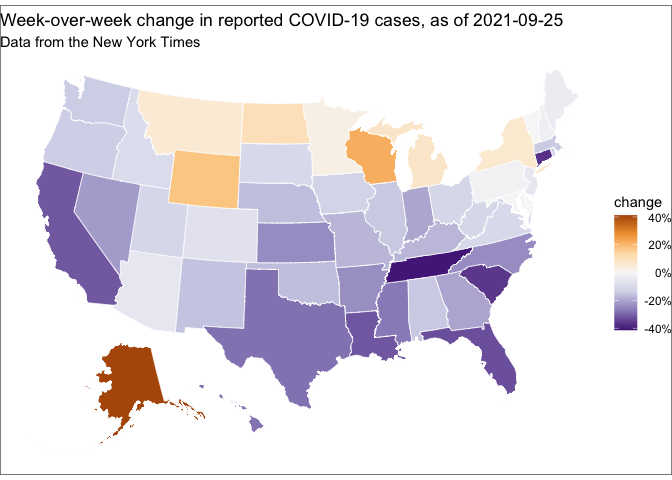 Week-over-week change in reported COVID-19 cases, as of 2021-09-25
Data from the New York Times
change
40%
20%
0%
-20%
-40%